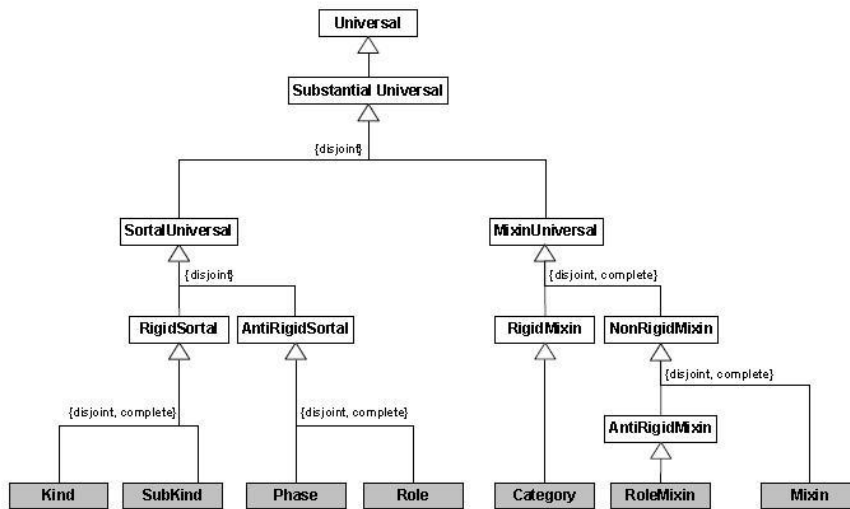 Universal
Substantial Universal
{disjoint}
SortalUniversal
MixinUniversal
{disjoint}
{disjoint, complete}
RigidSortal
AntiRigidSortal
RigidMixin
NonRigidMixin
{disjoint, complete}
{disjoint, complete}
{disjoint, complete}
AntiRigidMixin
Kind
SubKind
Phase
Role
Category
RoleMixin
Mixin